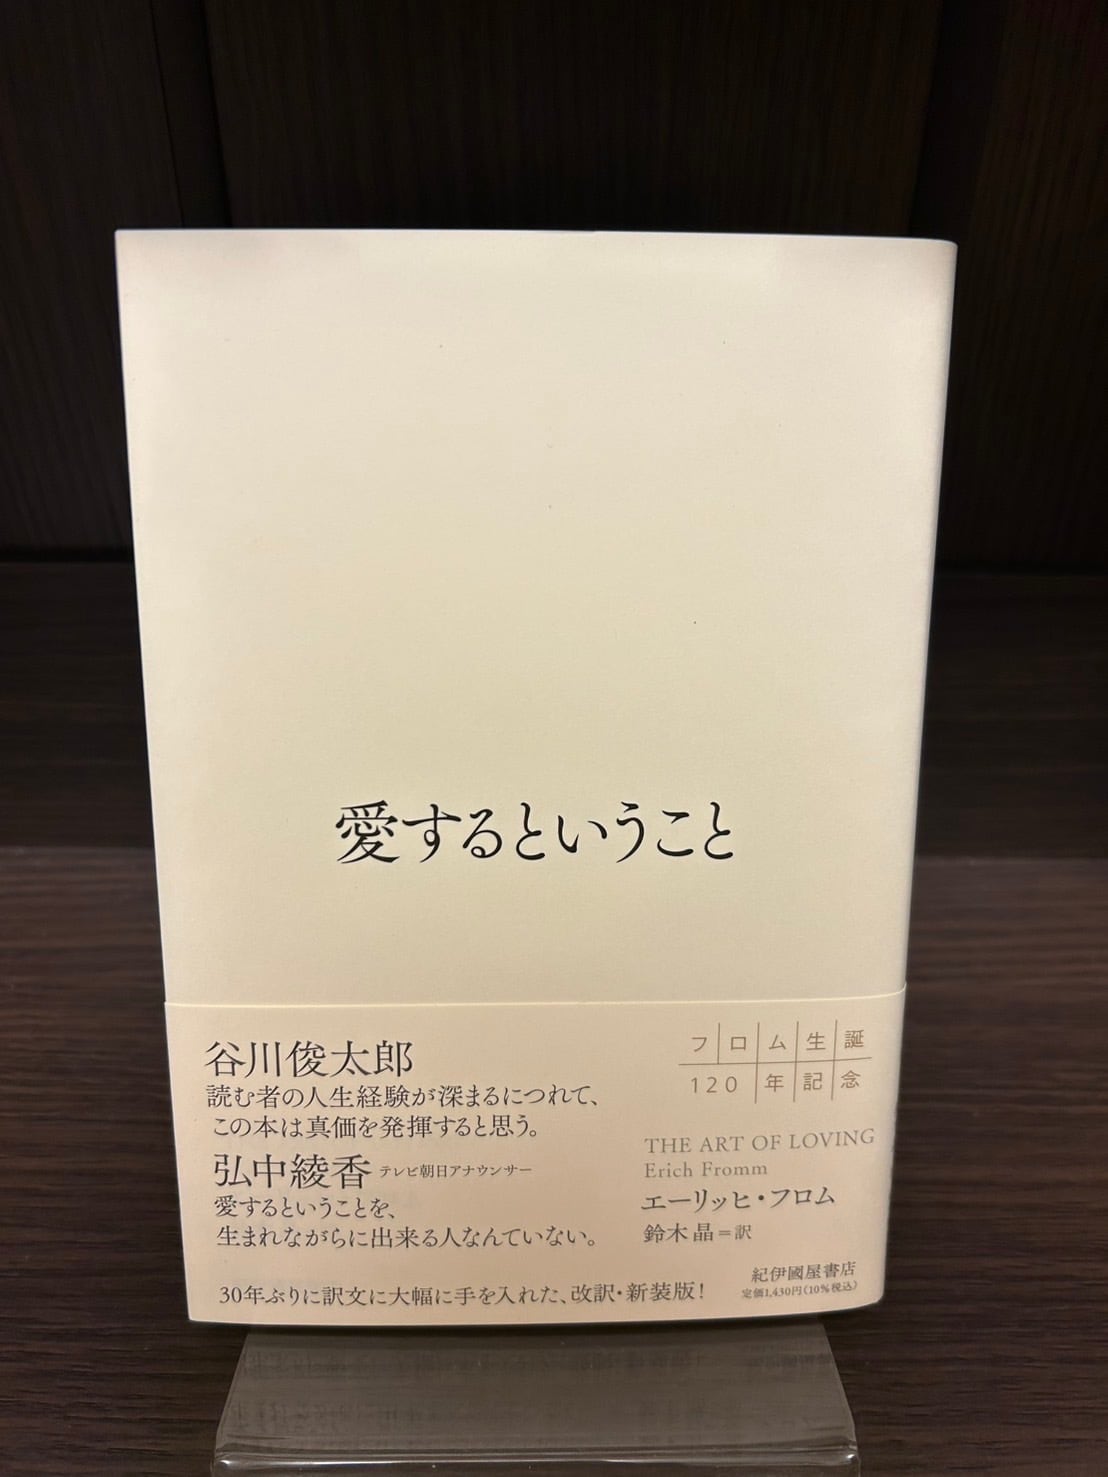 愛するということ
谷川俊太郎
読む者の人生経験が深まるにつれて、
この本は真価を発揮すると思う。
弘中綾香 テレビ朝日アナウンサー
愛するということを、
生まれながらに出来る人なんていない。
30年ぶりに訳文に大幅に手を入れた、改訳・新装版!
フロム生誕
120年記念
THE ART OF LOVING
Erich Fromm
エーリッヒ・フロム
鈴木晶=訳
紀伊國屋書店
定価1,430円(10%税込)